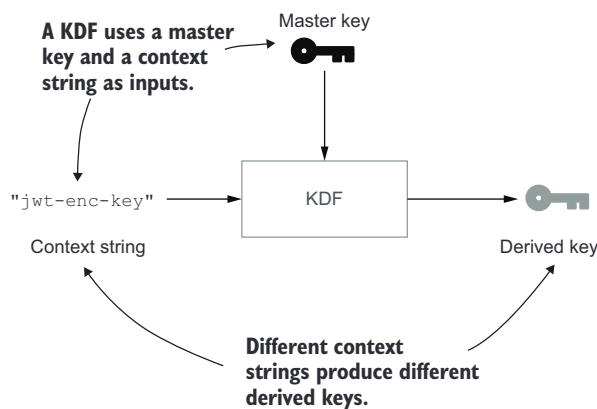 A KDF uses a master
key and a context
string as inputs.
Master key
"jwt-enc-key"
KDF
Context string
Derived key
Different context
strings produce different
derived keys.